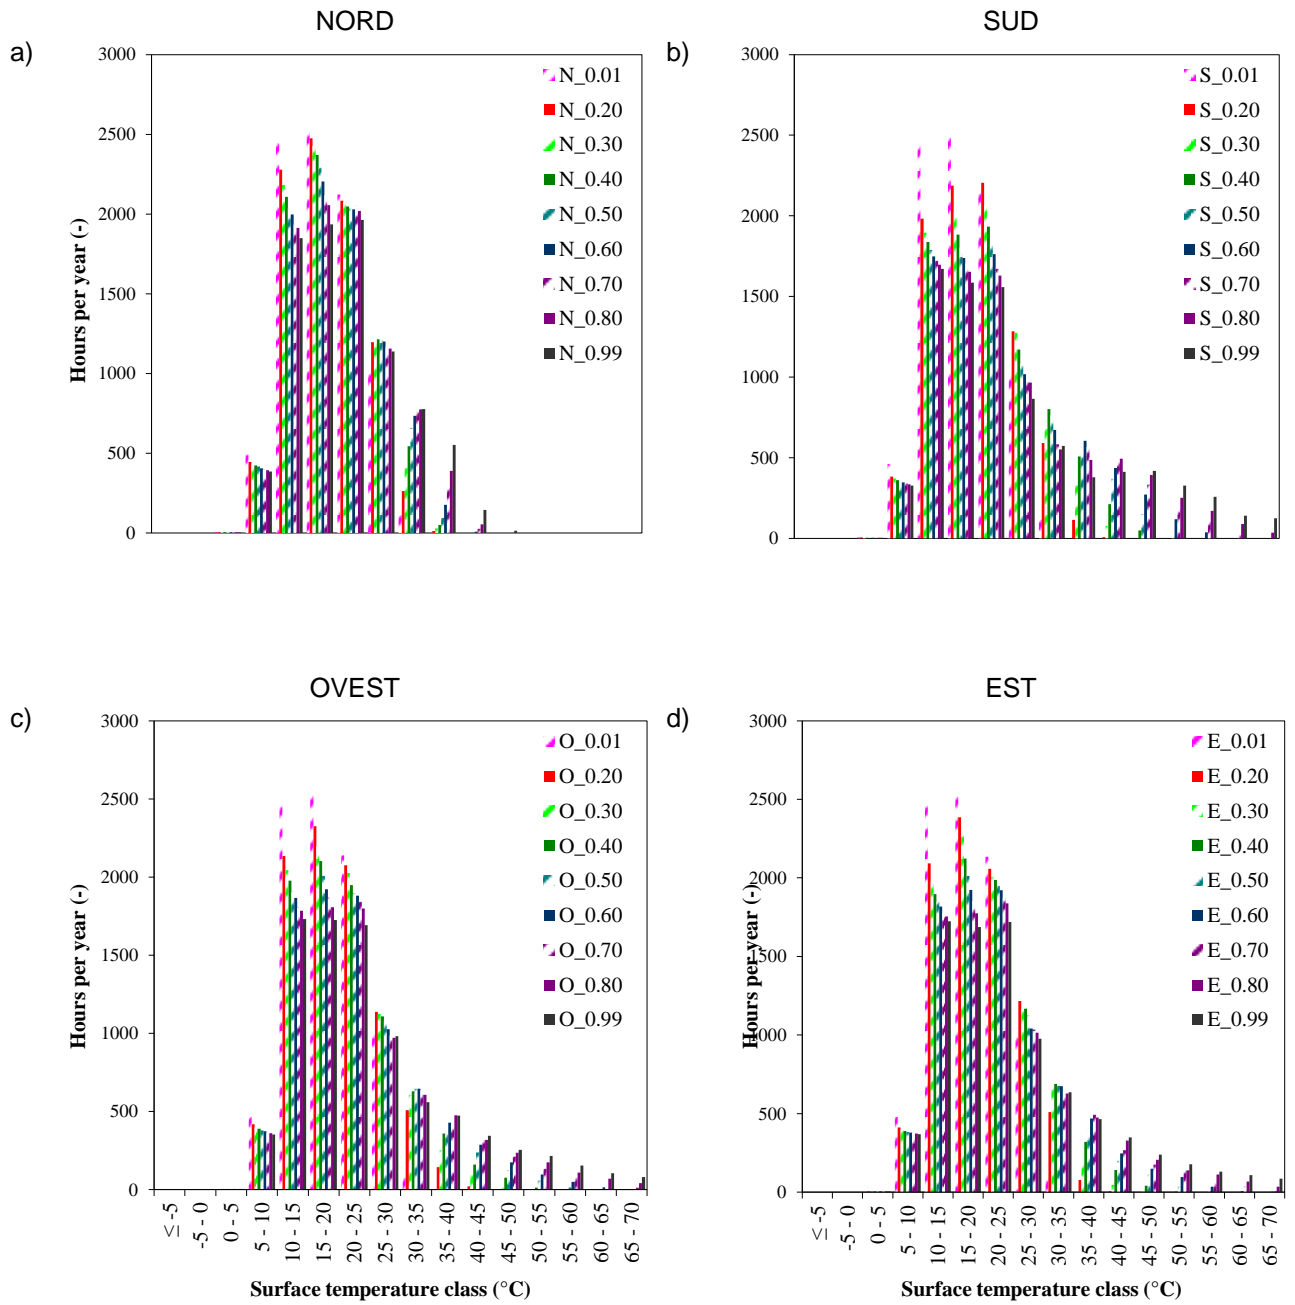 NORD
a)
3000
2500
2000
1500
1000
500
0
Hours per year (-)
N_0.01
N_0.20
N_0.30
N_0.40
N_0.50
N_0.60
N_0.70
N_0.80
N_0.99
SUD
b)
3000
2500
2000
1500
1000
500
0
S_0.01
S_0.20
S_0.30
S_0.40
S_0.50
S_0.60
S_0.70
S_0.80
S_0.99
OVEST
c)
3000
2500
2000
1500
1000
500
0
Hours per year (-)
O_0.01
O_0.20
O_0.30
O_0.40
O_0.50
O_0.60
O_0.70
O_0.80
O_0.99
≤ -5
-5 - 0
0 - 5
5 - 10
10 - 15
15 - 20
20 - 25
25 - 30
30 - 35
35 - 40
40 - 45
45 - 50
50 - 55
55 - 60
60 - 65
65 - 70
Surface temperature class (°C)
EST
d)
3000
2500
2000
1500
1000
500
0
Hours per year (-)
E_0.01
E_0.20
E_0.30
E_0.40
E_0.50
E_0.60
E_0.70
E_0.80
E_0.99
≤ -5
-5 - 0
0 - 5
5 - 10
10 - 15
15 - 20
20 - 25
25 - 30
30 - 35
35 - 40
40 - 45
45 - 50
50 - 55
55 - 60
60 - 65
65 - 70
Surface temperature class (°C)